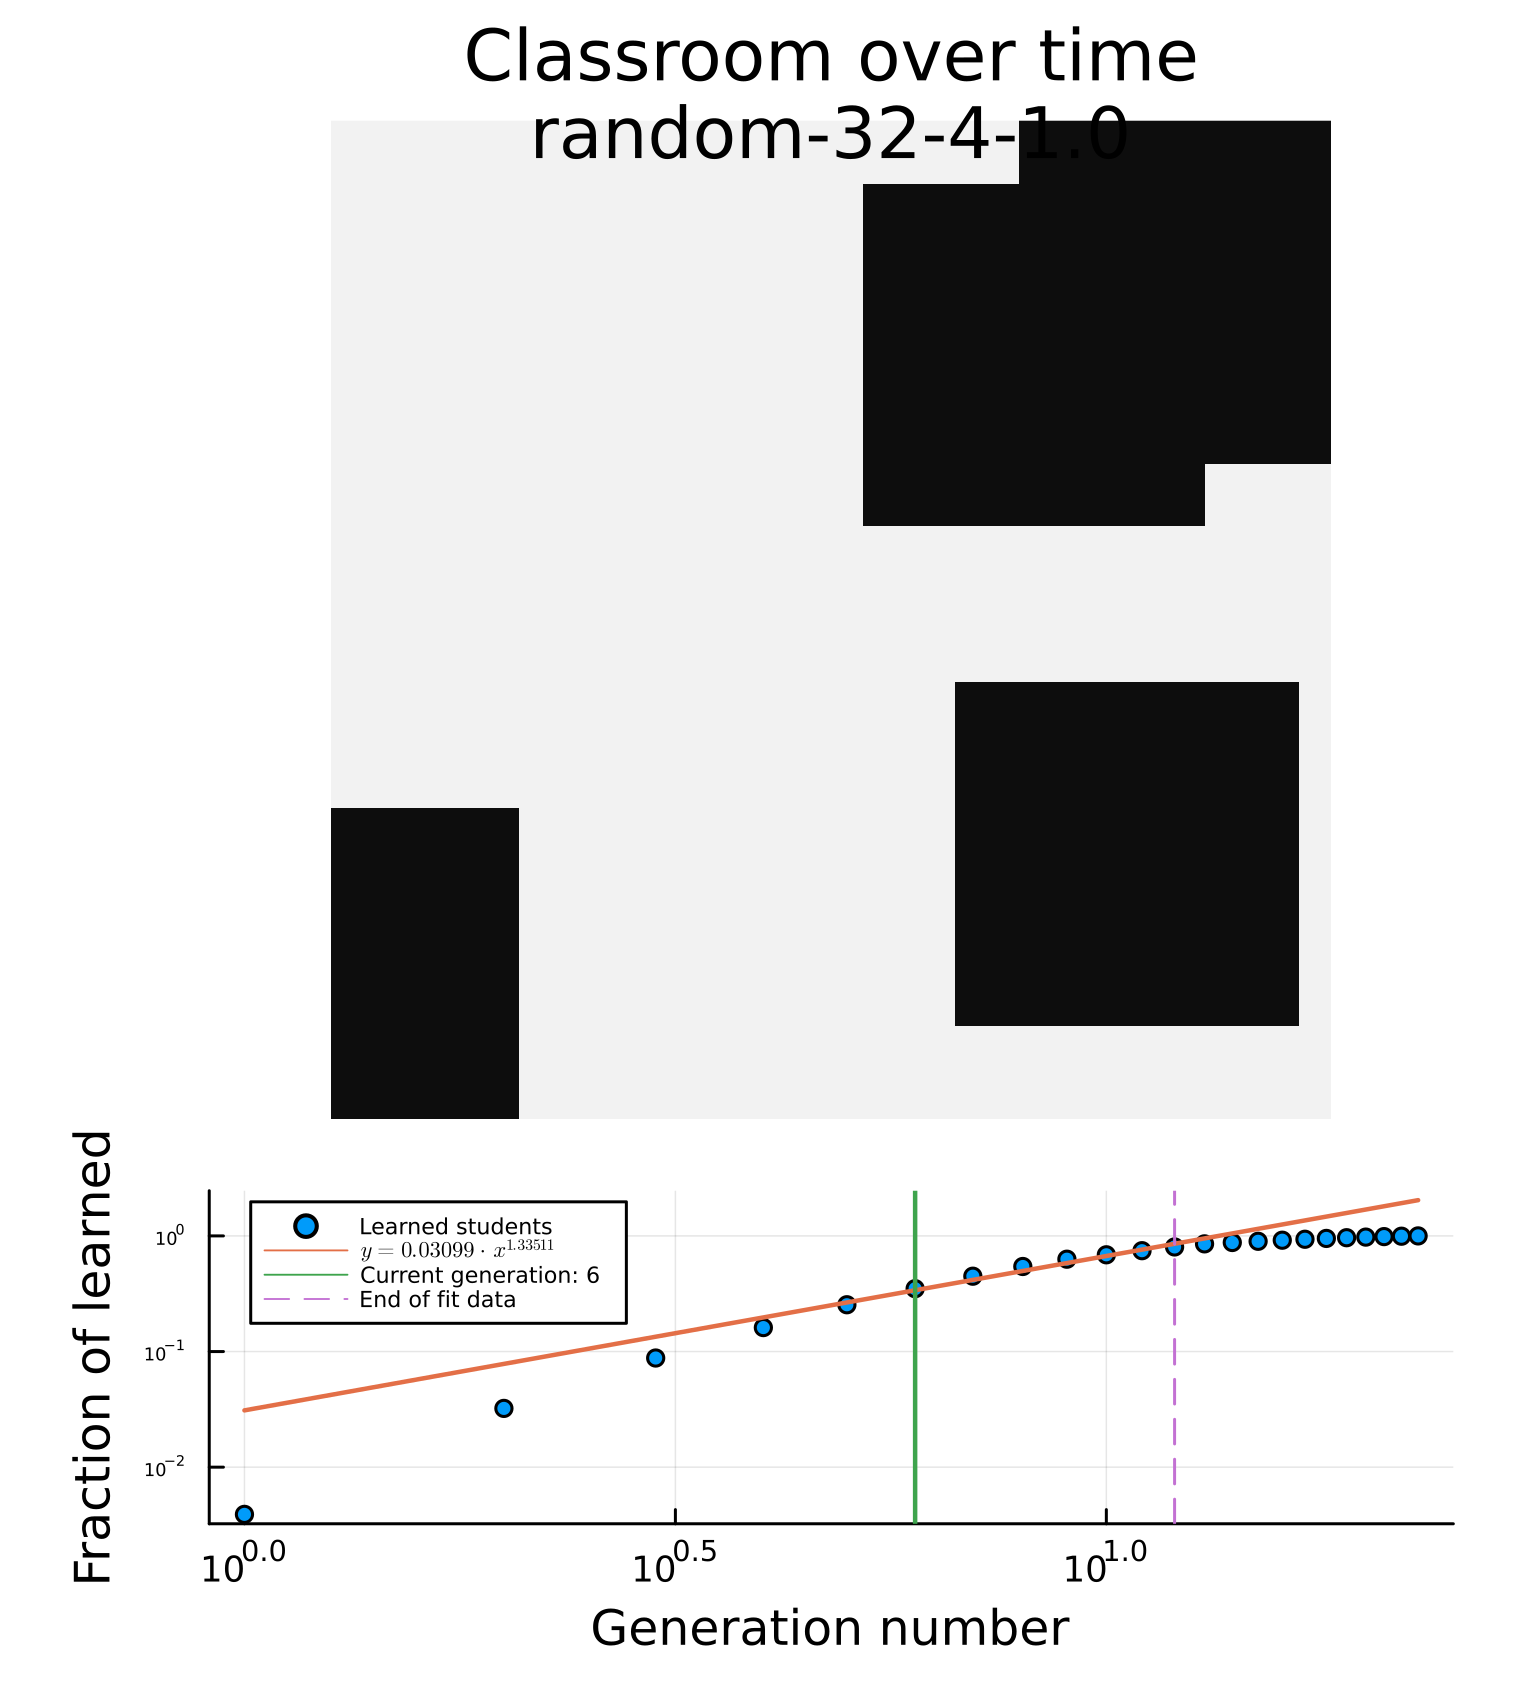 Classroom over time
random-32-4-1.0
Fraction of learned
10^0
10^−1
10^−2
Learned students
y = 0.03099 · x^1.33511
Current generation: 6
End of fit data
10^0.0
10^0.5
10^1.0
Generation number